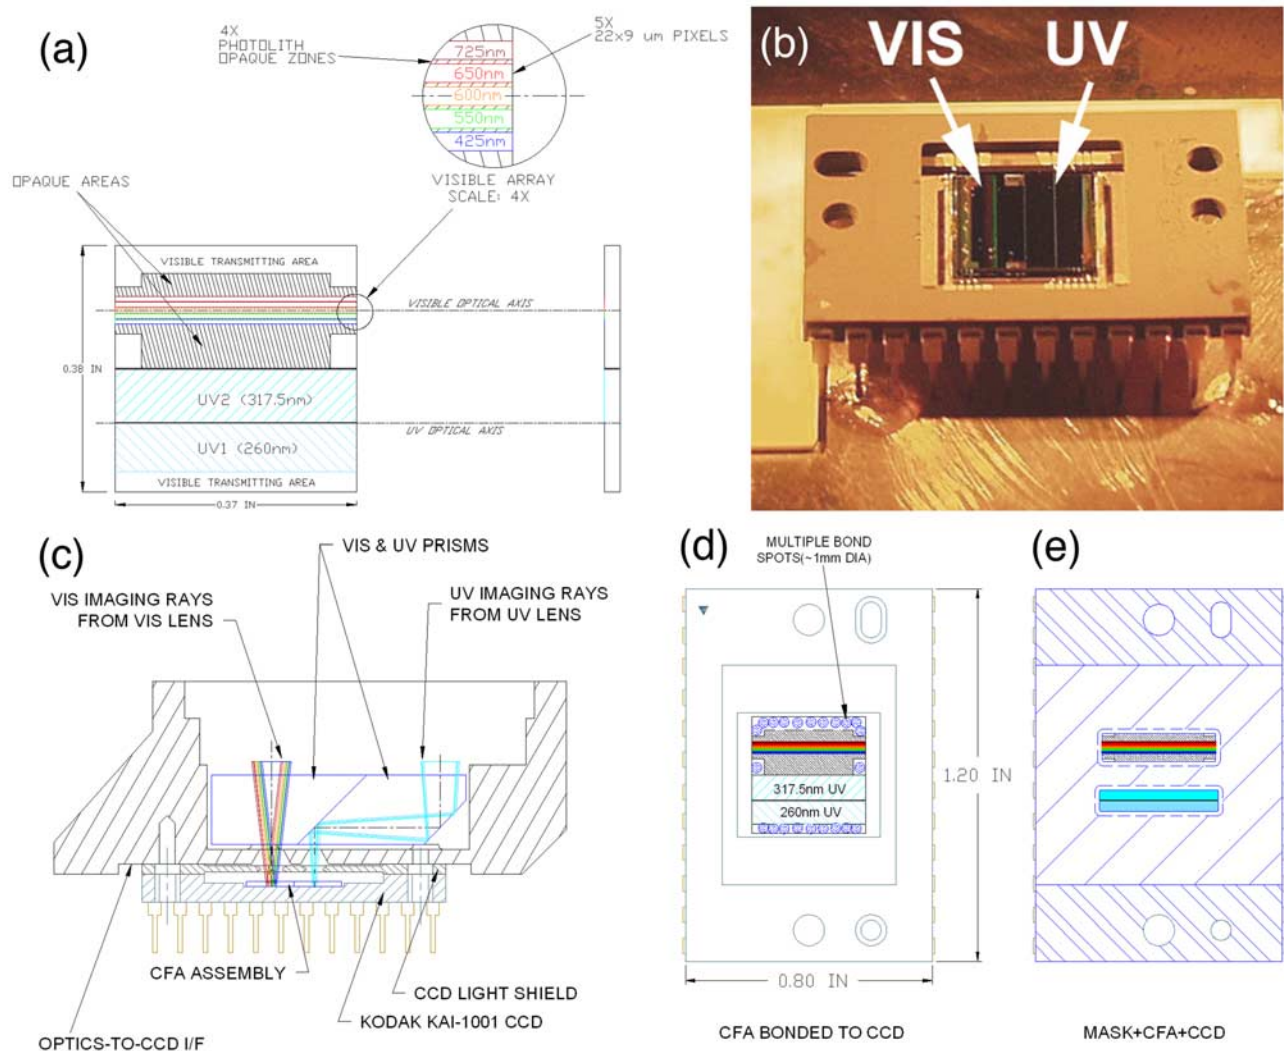 (a)
4X
PHOTOLITH
OPAQUE ZONES
5X
22x9 um PIXELS
725nm
650nm
600nm
550nm
425nm
VISIBLE ARRAY
SCALE: 4X
OPAQUE AREAS
VISIBLE TRANSMITTING AREA
VISIBLE OPTICAL AXIS
0.38 IN
UV2 (317.5nm)
UV OPTICAL AXIS
UV1 (260nm)
VISIBLE TRANSMITTING AREA
0.37 IN
(b)
VIS
UV
(c)
VIS & UV PRISMS
VIS IMAGING RAYS
FROM VIS LENS
UV IMAGING RAYS
FROM UV LENS
CFA ASSEMBLY
CCD LIGHT SHIELD
KODAK KAI-1001 CCD
OPTICS-TO-CCD I/F
(d)
MULTIPLE BOND
SPOTS(~1mm DIA)
317.5nm UV
260nm UV
1.20 IN
0.80 IN
CFA BONDED TO CCD
(e)
MASK+CFA+CCD